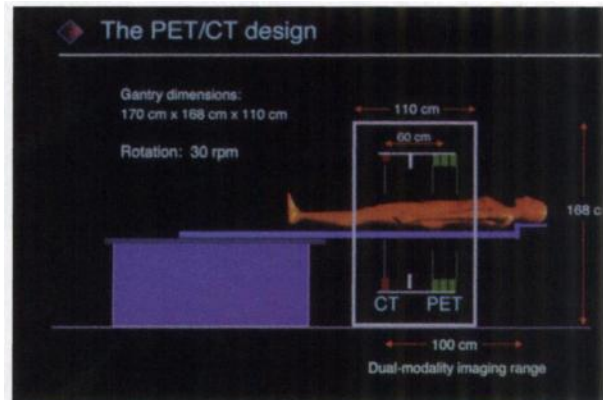 The PET/CT design
Gantry dimensions:
170 cm x 168 cm x 110 cm
Rotation: 30 rpm
110 cm
60 cm
168 c
CT PET
100 cm
Dual-modality imaging range